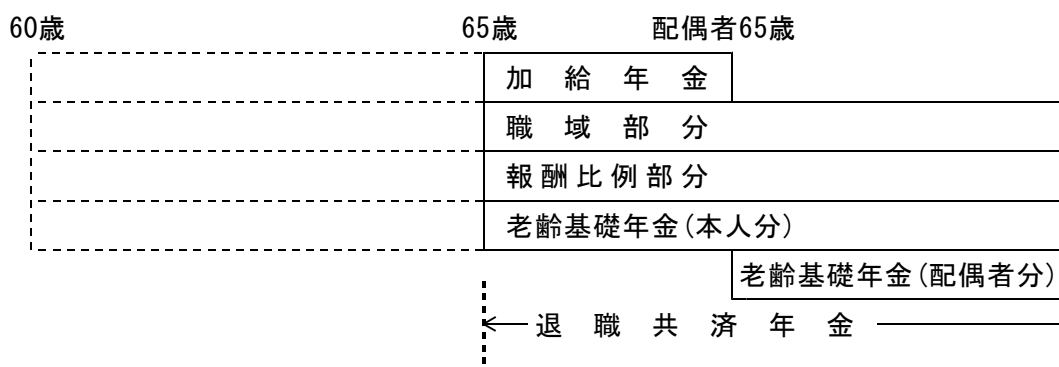 60歳 65歳 配偶者65歳
加給年金
職域部分
報酬比例部分
老齢基礎年金(本人分)
老齢基礎年金(配偶者分)
退職共済年金